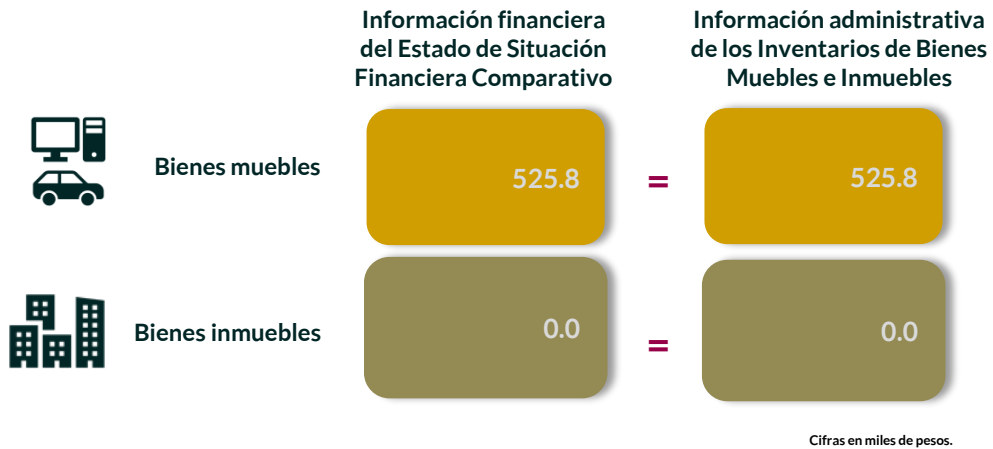 Información financiera
del Estado de Situación
Financiera Comparativo
Información administrativa
de los Inventarios de Bienes
Muebles e Inmuebles
Bienes muebles
525.8
=
525.8
Bienes inmuebles
0.0
=
0.0
Cifras en miles de pesos.